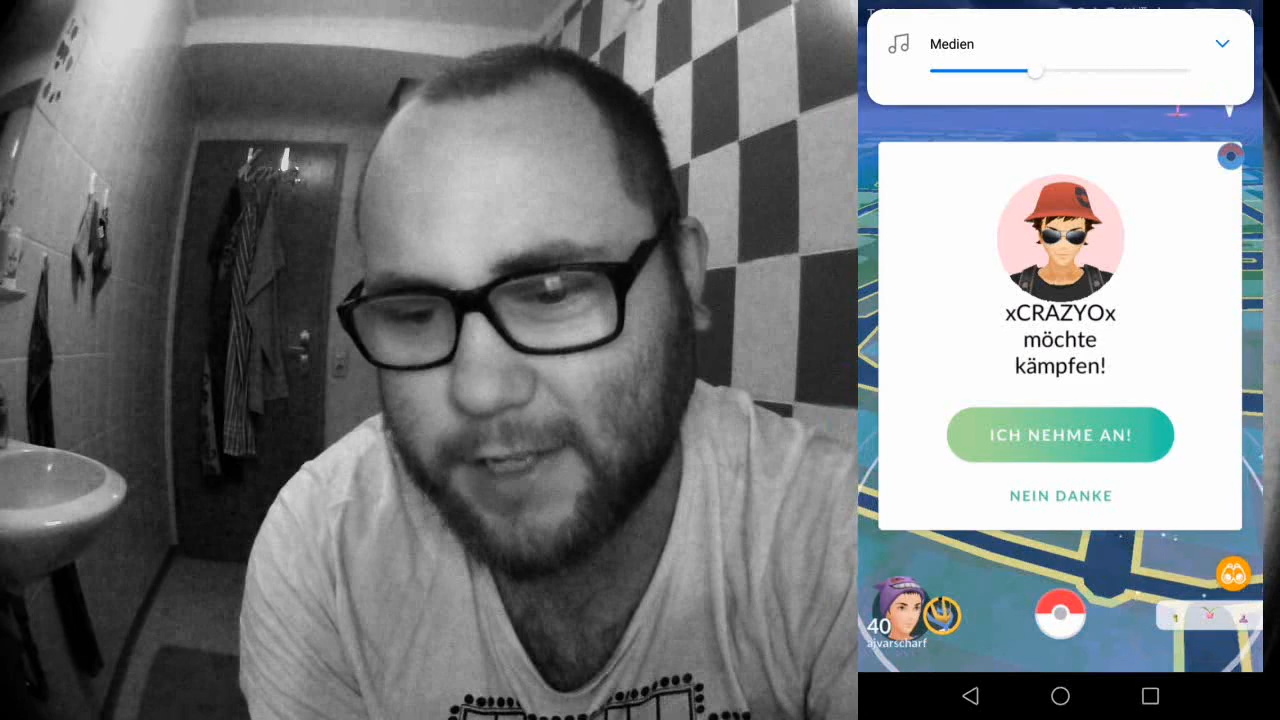 Medien
xCRAZYOx
möchte
kämpfen!
ICH NEHME AN!
NEIN DANKE
40
ajvarscharf